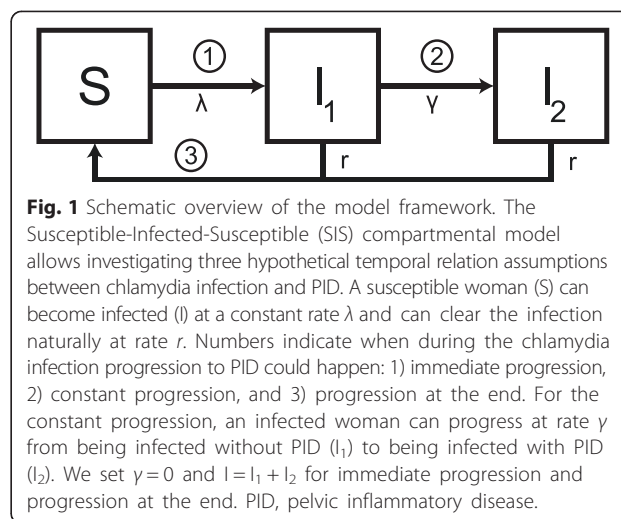 ① ②
S I₁ I₂
λ γ
③ r r
Fig. 1 Schematic overview of the model framework. The
Susceptible-Infected-Susceptible (SIS) compartmental model
allows investigating three hypothetical temporal relation assumptions
between chlamydia infection and PID. A susceptible woman (S) can
become infected (I) at a constant rate λ and can clear the infection
naturally at rate r. Numbers indicate when during the chlamydia
infection progression to PID could happen: 1) immediate progression,
2) constant progression, and 3) progression at the end. For the
constant progression, an infected woman can progress at rate γ
from being infected without PID (I₁) to being infected with PID
(I₂). We set γ = 0 and I = I₁ + I₂ for immediate progression and
progression at the end. PID, pelvic inflammatory disease.